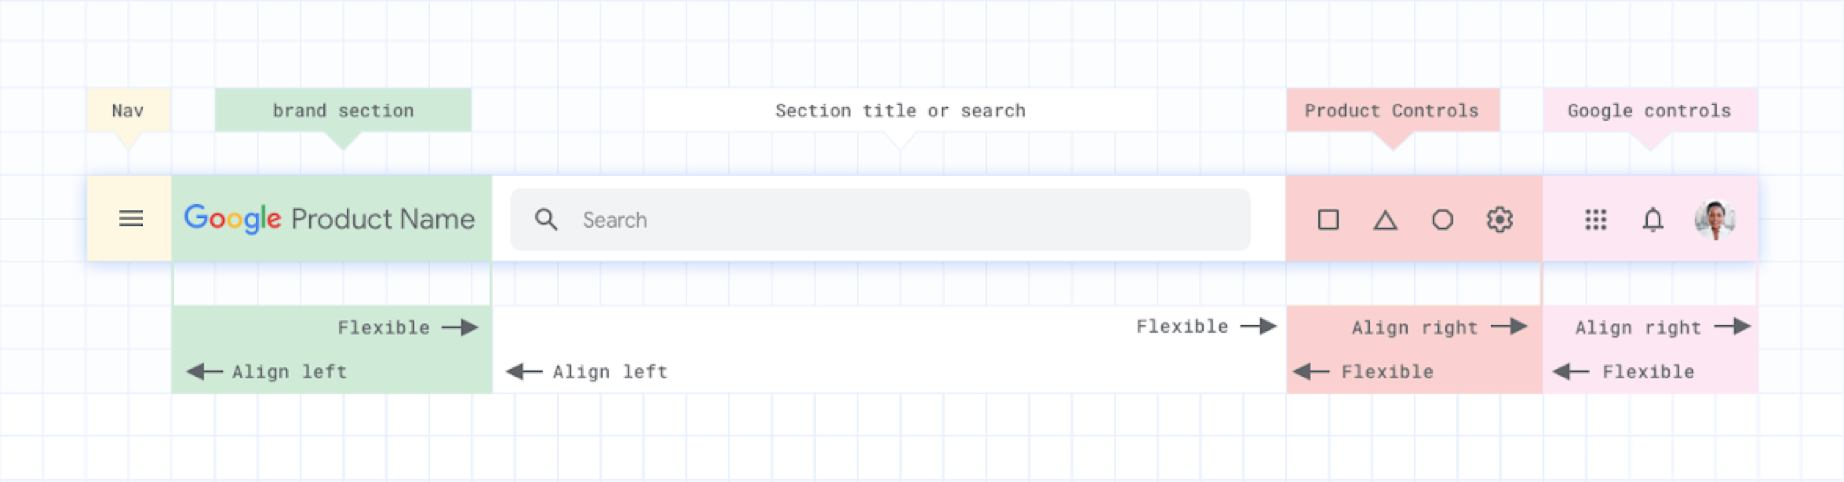 Nav
brand section
Section title or search
Product Controls
Google controls
Google Product Name
Search
Flexible
Flexible
Align right
Align right
Align left
Align left
Flexible
Flexible